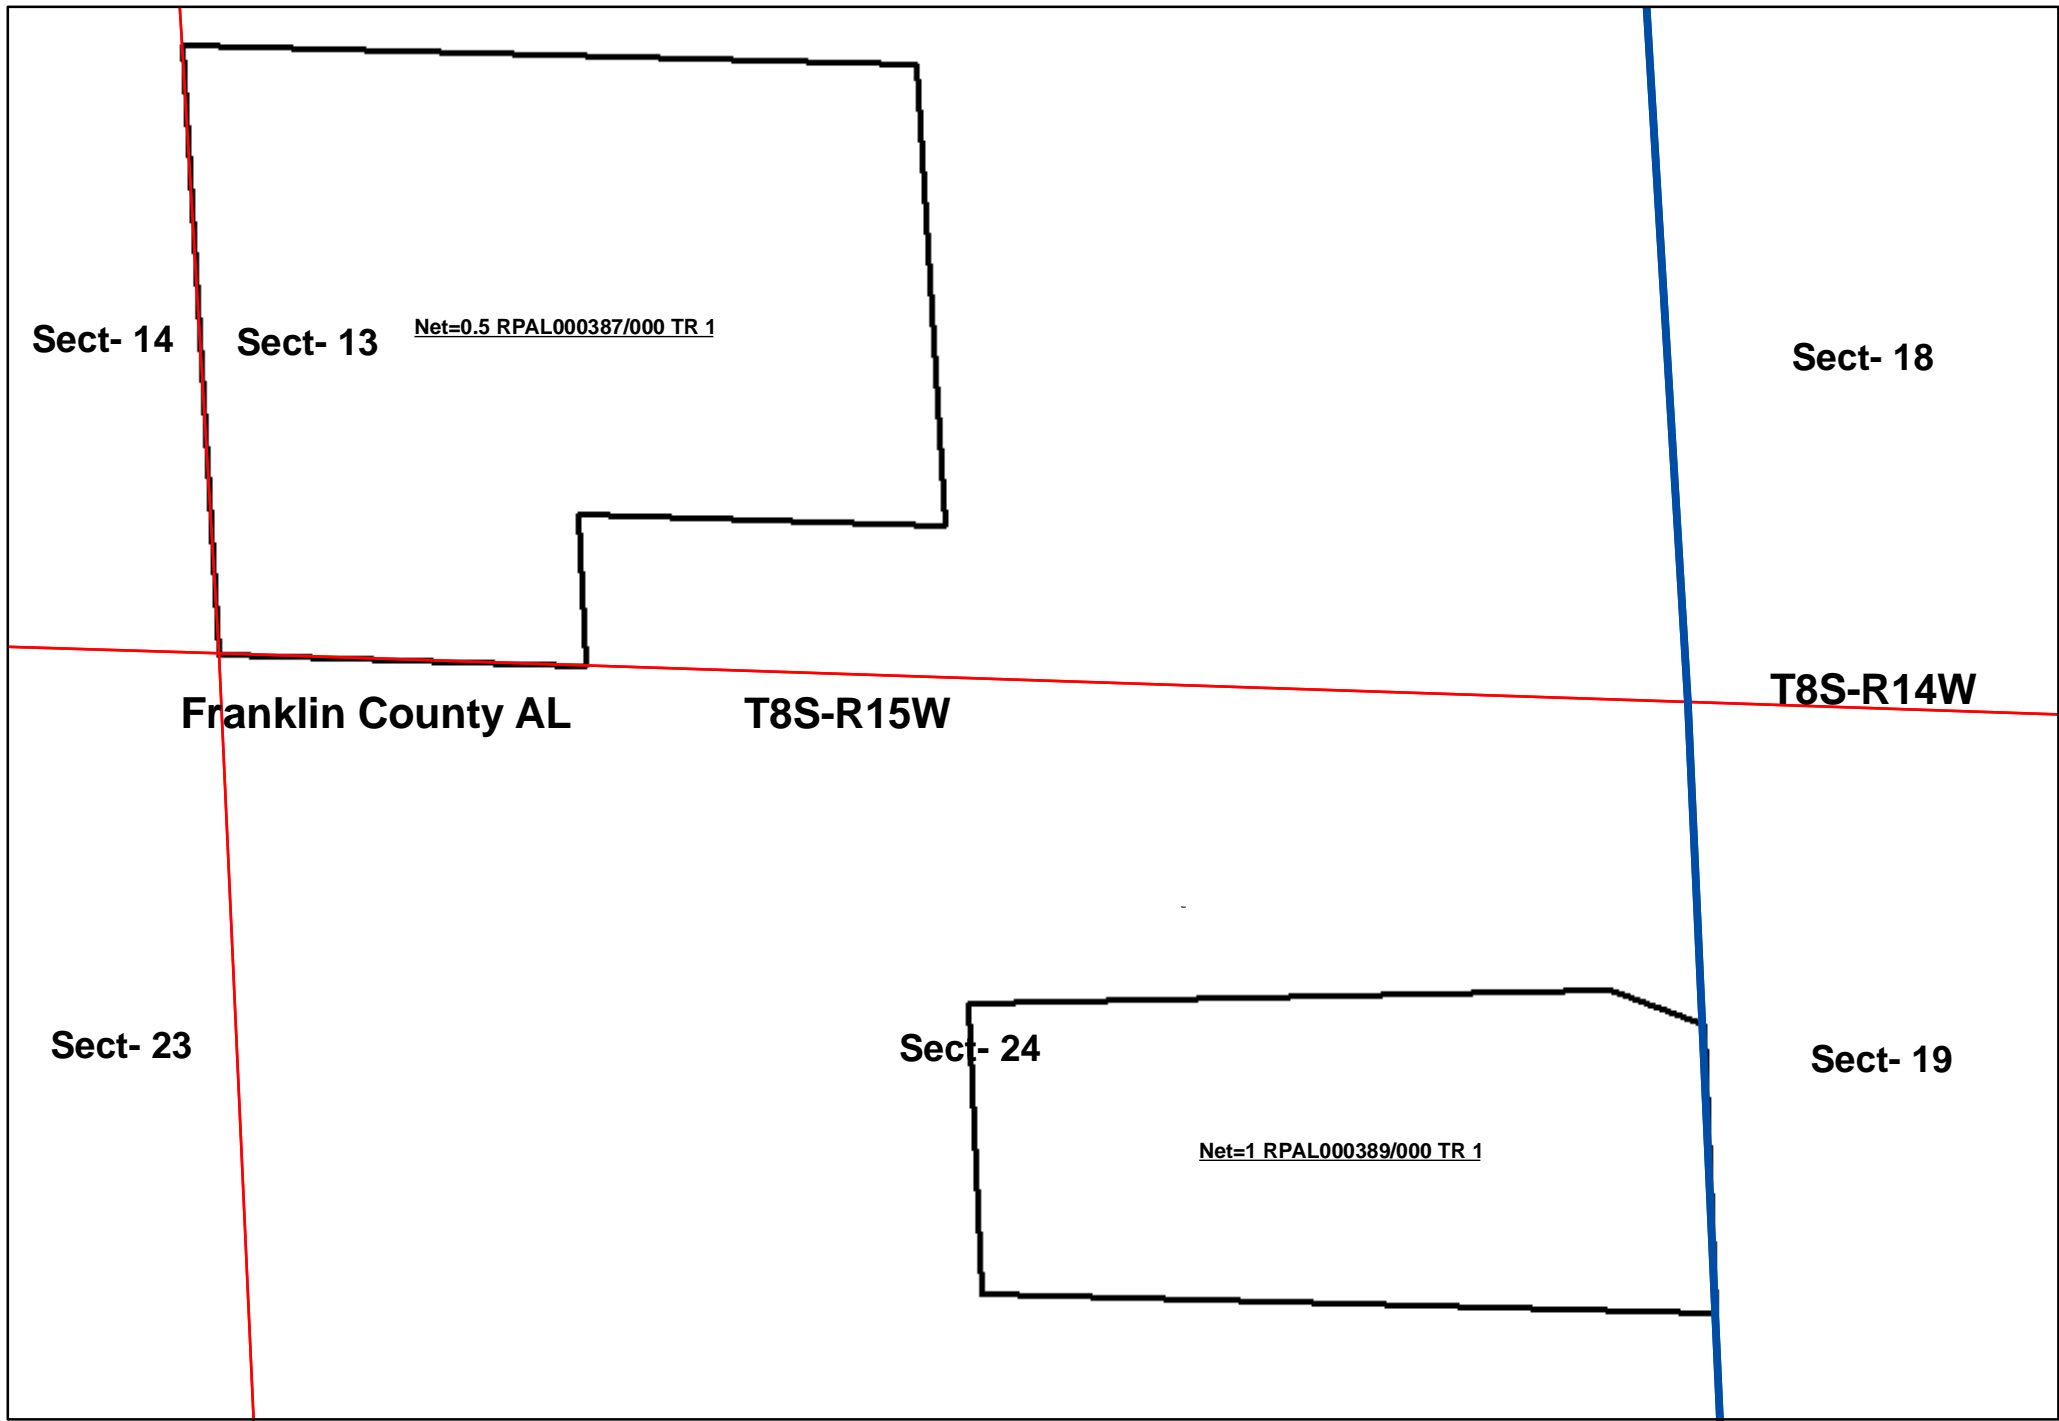 Sect- 14
Sect- 13
Net=0.5 RPAL000387/000 TR 1
Sect- 18
Franklin County AL
T8S-R15W
T8S-R14W
Sect- 23
Sect- 24
Sect- 19
Net=1 RPAL000389/000 TR 1